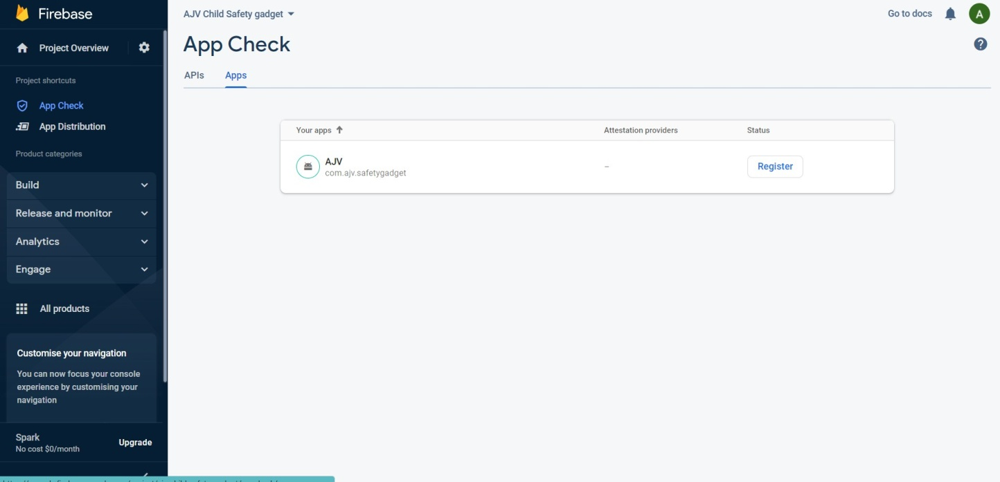 Firebase
AJV Child Safety gadget
Go to docs
A
Project Overview
App Check
?
Project shortcuts
APIs
Apps
App Check
App Distribution
Product categories
Your apps
Attestation providers
Status
AJV
com.ajv.safetygadget
–
Register
Build
Release and monitor
Analytics
Engage
All products
Customise your navigation
You can now focus your console
experience by customising your
navigation
Spark
No cost $0/month
Upgrade